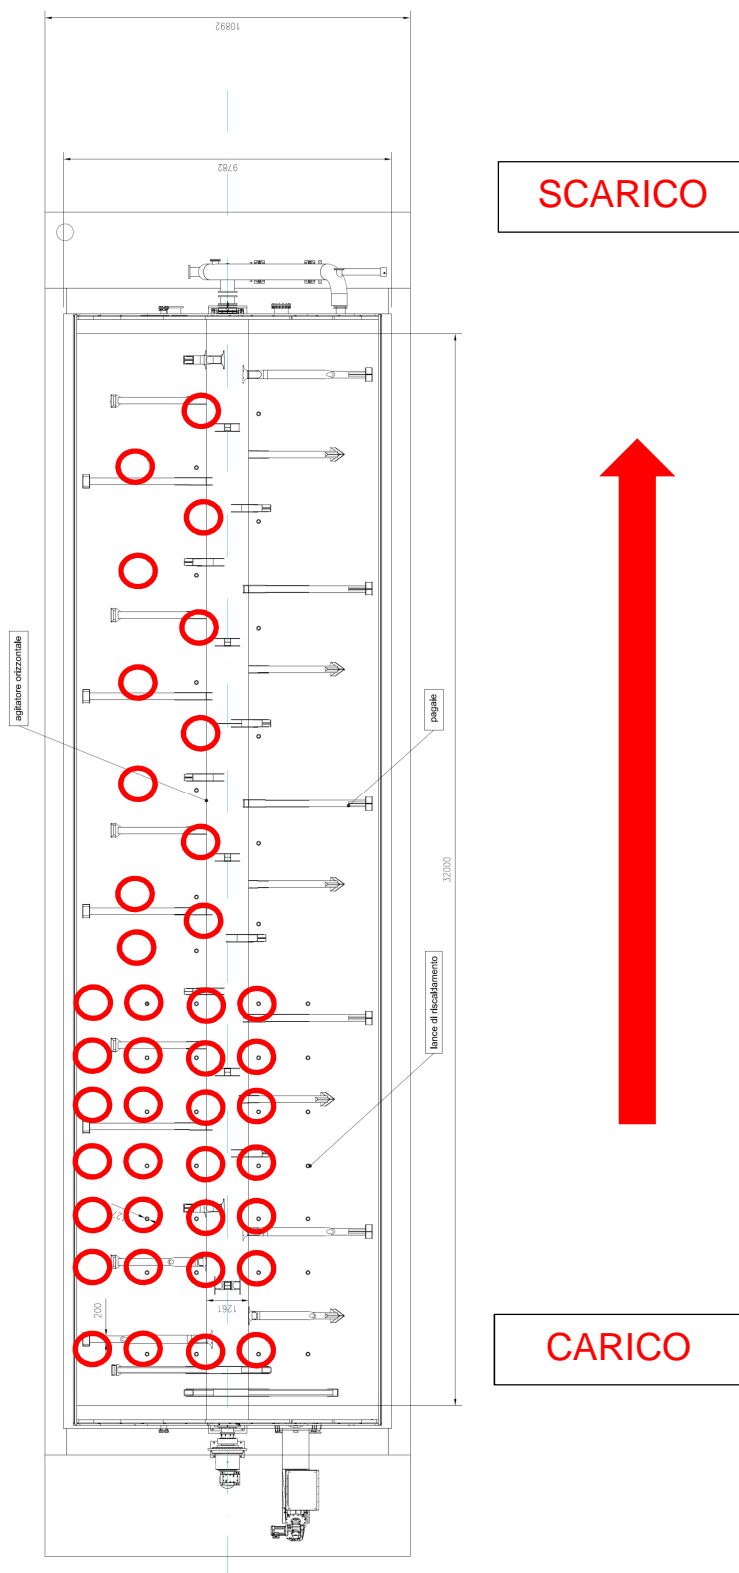 10892
9782
SCARICO
agitatore orizzontale
pagale
32000
lance di riscaldamento
200
1261
CARICO